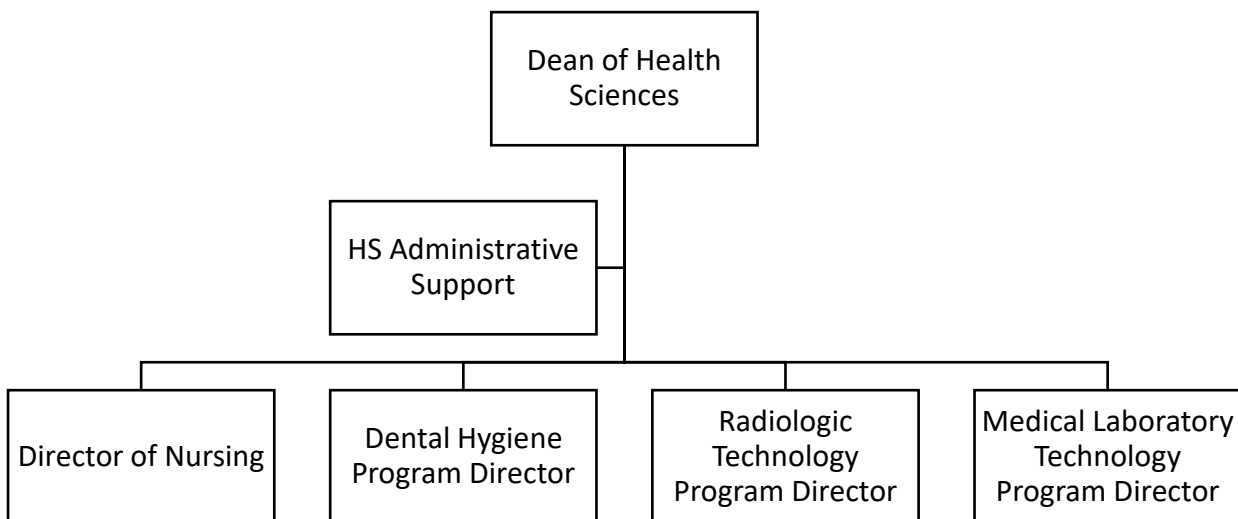 Dean of Health
Sciences
HS Administrative
Support
Director of Nursing
Dental Hygiene
Program Director
Radiologic
Technology
Program Director
Medical Laboratory
Technology
Program Director